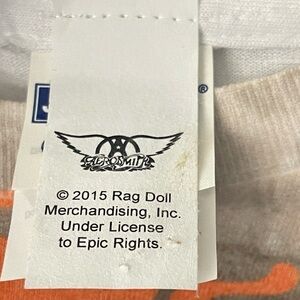 AEROSMITH
®
© 2015 Rag Doll
Merchandising, Inc.
Under License
to Epic Rights.